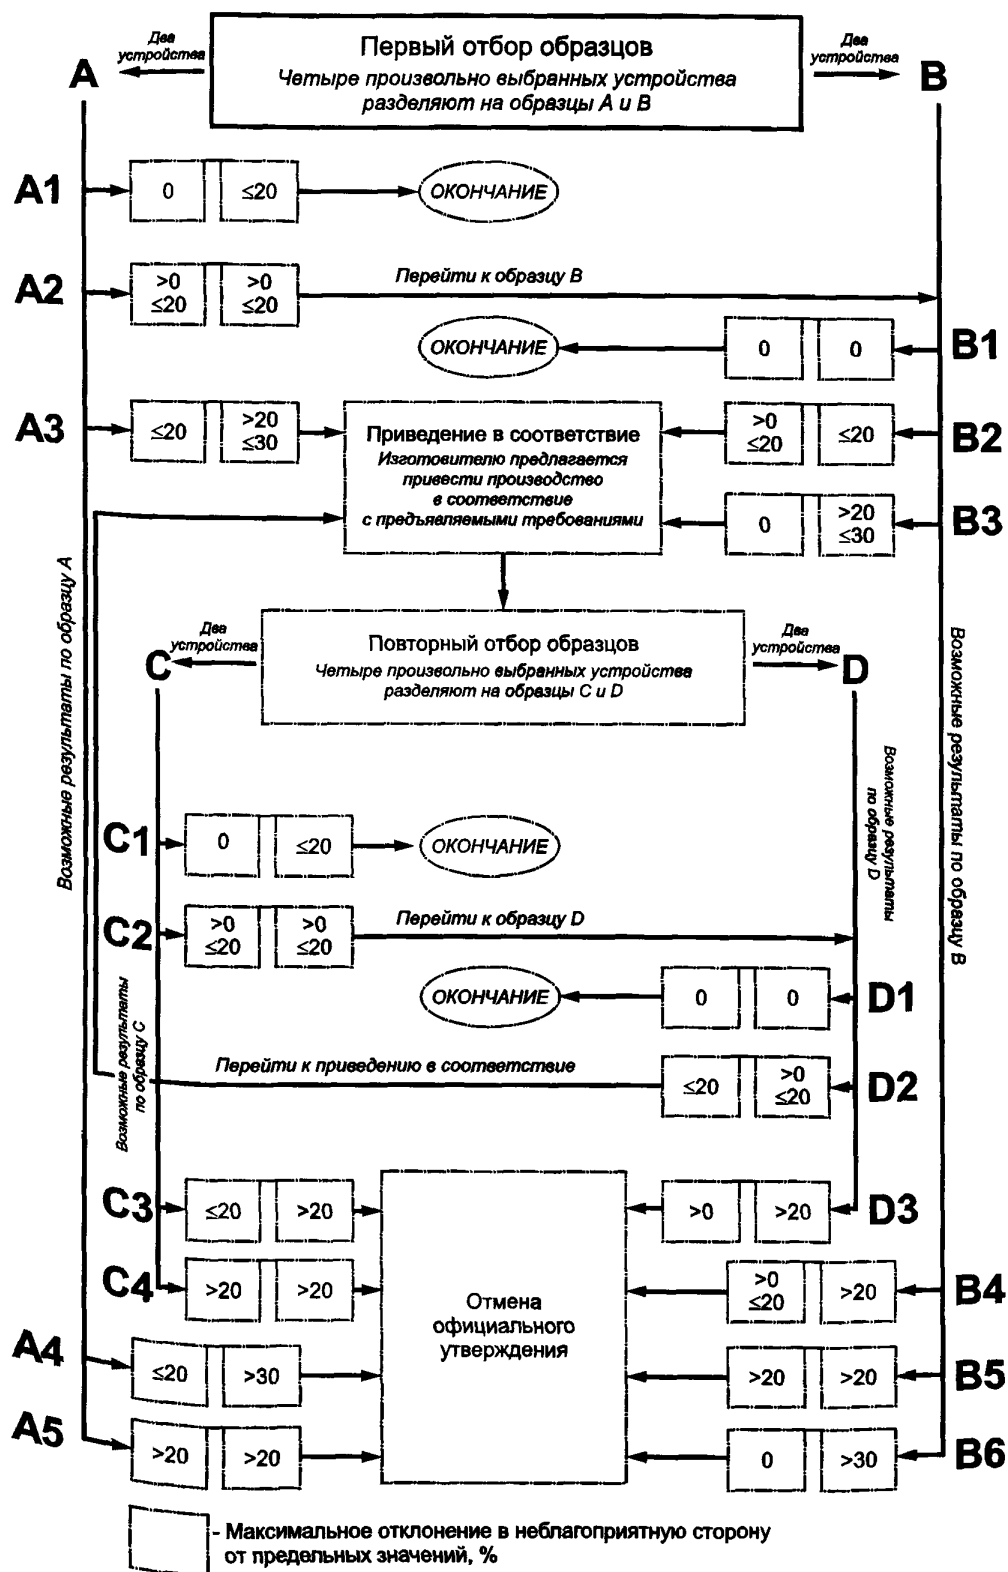 Два
устройства
Первый отбор образцов
Четыре произвольно выбранных устройства
разделяют на образцы А и В
Два
устройства
A
B
A1
0
≤20
ОКОНЧАНИЕ
A2
>0
≤20
>0
≤20
Перейти к образцу В
ОКОНЧАНИЕ
0
0
B1
A3
≤20
>20
≤30
Приведение в соответствие
Изготовителю предлагается
привести производство
в соответствие
с предъявляемыми требованиями
>0
≤20
≤20
B2
0
>20
≤30
B3
Возможные результаты по образцу А
Два
устройства
C
Повторный отбор образцов
Четыре произвольно выбранных устройства
разделяют на образцы С и D
Два
устройства
D
Возможные результаты по образцу В
Возможные результаты
по образцу D
C1
0
≤20
ОКОНЧАНИЕ
C2
>0
≤20
>0
≤20
Перейти к образцу D
ОКОНЧАНИЕ
0
0
D1
Возможные результаты
по образцу С
Перейти к приведению в соответствие
≤20
>0
≤20
D2
C3
≤20
>20
>0
>20
D3
C4
>20
>20
Отмена
официального
утверждения
>0
≤20
>20
B4
A4
≤20
>30
>20
>20
B5
A5
>20
>20
0
>30
B6
- Максимальное отклонение в неблагоприятную сторону
от предельных значений, %